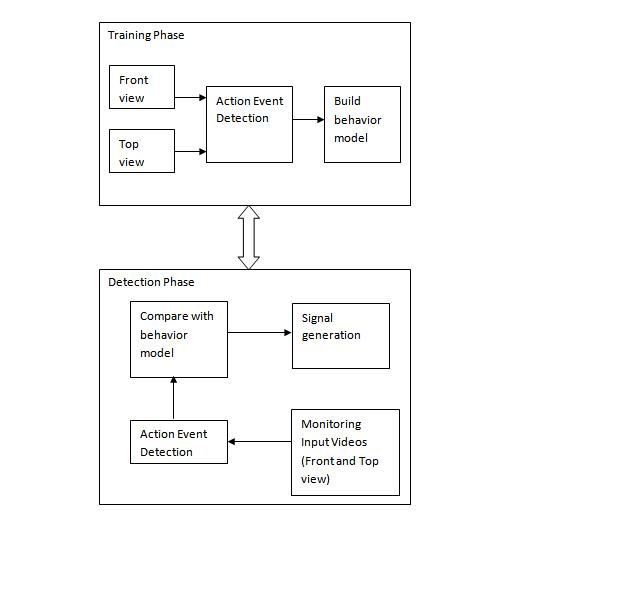 Training Phase
Front
view
Top
view
Action Event
Detection
Build
behavior
model
Detection Phase
Compare with
behavior
model
Signal
generation
Action Event
Detection
Monitoring
Input Videos
(Front and Top
view)